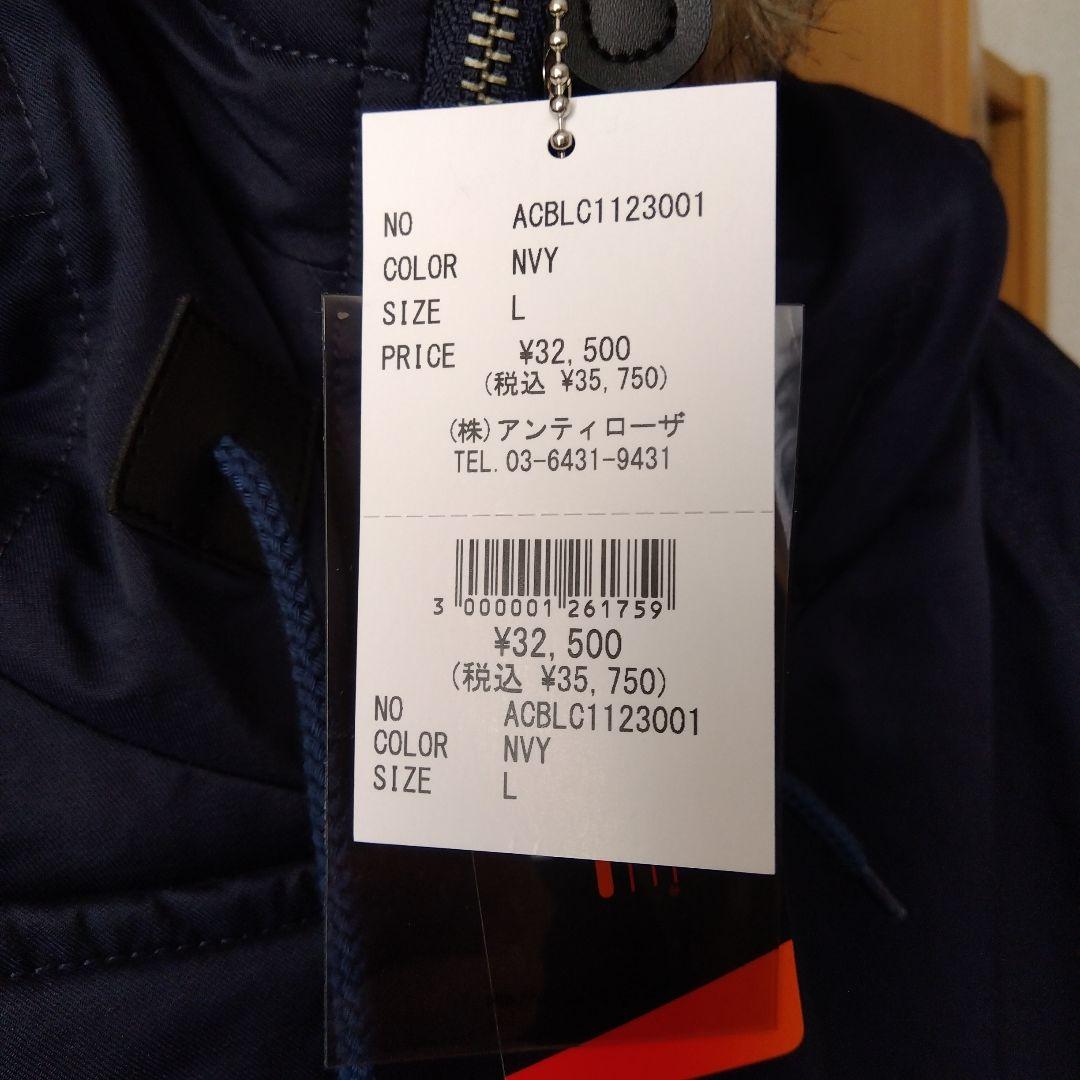 NO ACBLC1123001
COLOR NVY
SIZE L
PRICE ¥32,500
(税込 ¥35,750)
(株)アンティローザ
TEL.03-6431-9431
3 000001 261759
¥32,500
(税込 ¥35,750)
NO ACBLC1123001
COLOR NVY
SIZE L